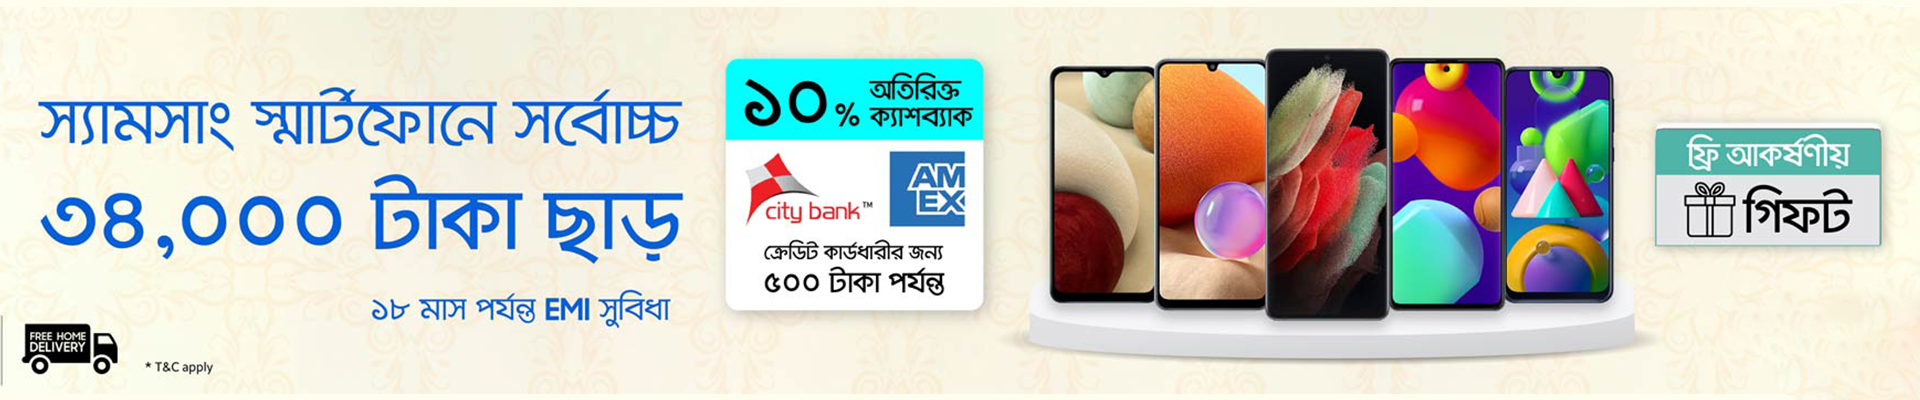 স্যামসাং স্মার্টফোনে সর্বোচ্চ
৩৪,০০০ টাকা ছাড়
১৮ মাস পর্যন্ত EMI সুবিধা
FREE HOME
DELIVERY
* T&C apply
১০% অতিরিক্ত
ক্যাশব্যাক
city bank™
AM
EX
ক্রেডিট কার্ডধারীর জন্য
৫০০ টাকা পর্যন্ত
ফ্রি আকর্ষণীয়
গিফট